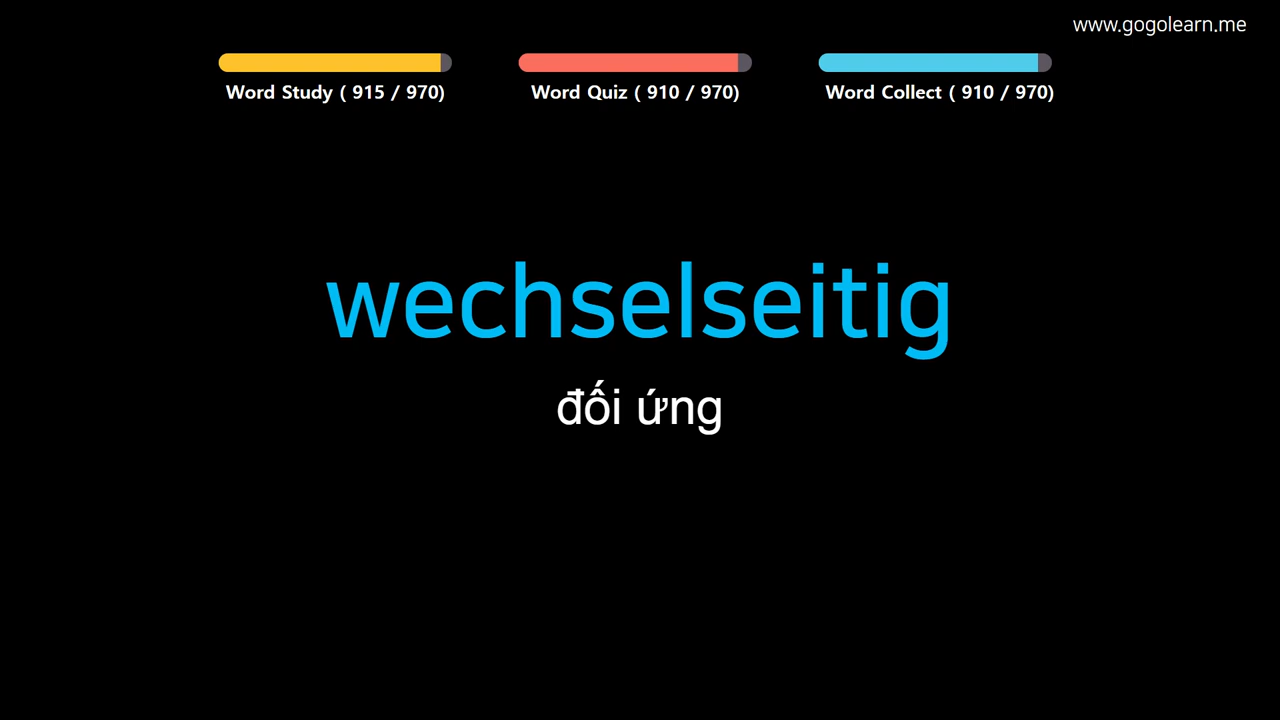 www.gogolearn.me
Word Study ( 915 / 970)
Word Quiz ( 910 / 970)
Word Collect ( 910 / 970)
wechselseitig
đối ứng